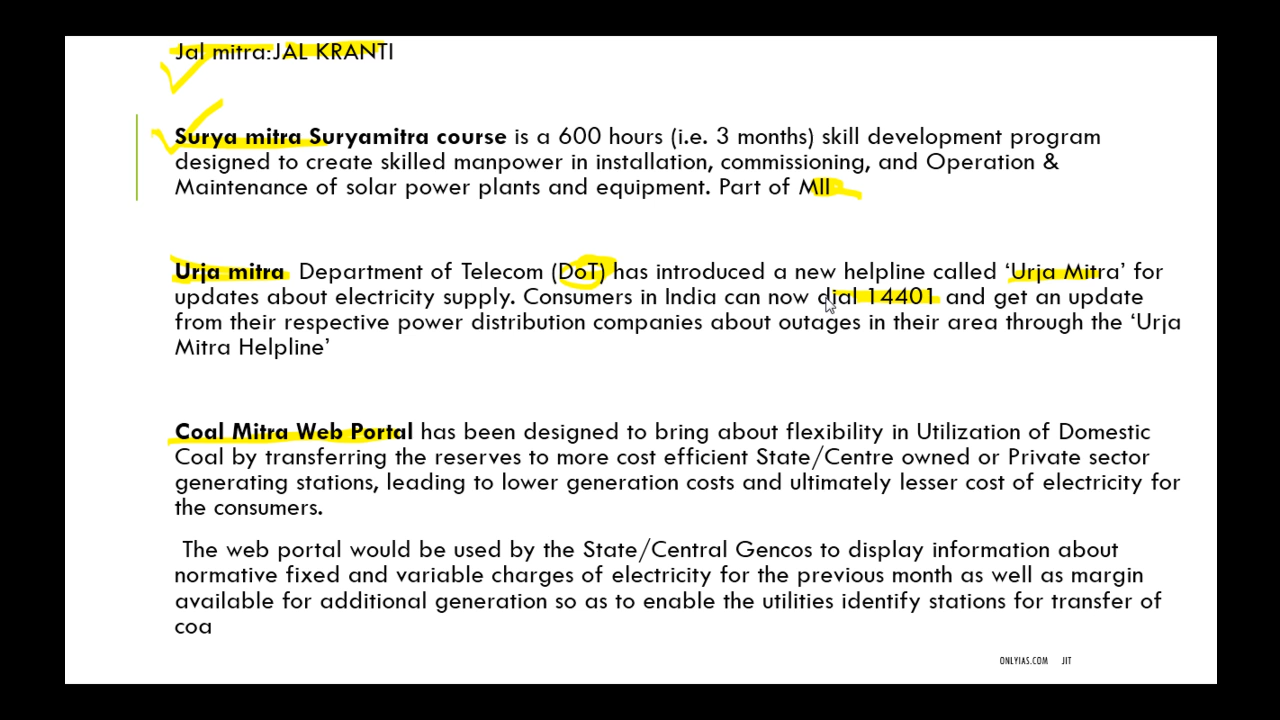 Jal mitra:JAL KRANTI
Surya mitra Suryamitra course is a 600 hours (i.e. 3 months) skill development program
designed to create skilled manpower in installation, commissioning, and Operation &
Maintenance of solar power plants and equipment. Part of MII
Urja mitra Department of Telecom (DoT) has introduced a new helpline called ‘Urja Mitra’ for
updates about electricity supply. Consumers in India can now dial 14401 and get an update
from their respective power distribution companies about outages in their area through the ‘Urja
Mitra Helpline’
Coal Mitra Web Portal has been designed to bring about flexibility in Utilization of Domestic
Coal by transferring the reserves to more cost efficient State/Centre owned or Private sector
generating stations, leading to lower generation costs and ultimately lesser cost of electricity for
the consumers.
The web portal would be used by the State/Central Gencos to display information about
normative fixed and variable charges of electricity for the previous month as well as margin
available for additional generation so as to enable the utilities identify stations for transfer of
coa
ONLYIAS.COM JIT